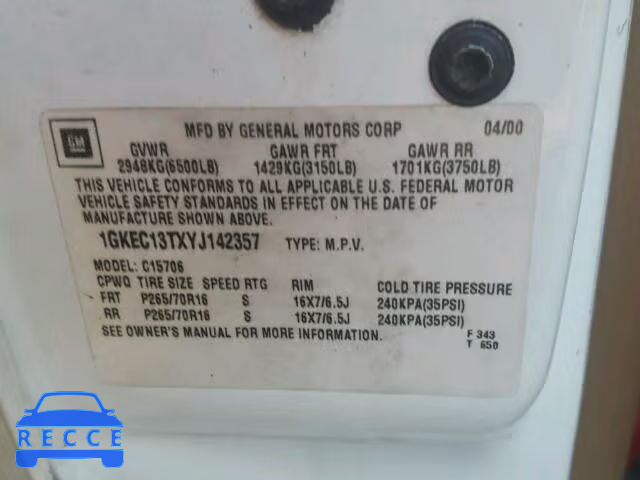 GM
MFD BY GENERAL MOTORS CORP 04/00
GVWR GAWR FRT GAWR RR
2948KG(6500LB) 1429KG(3150LB) 1701KG(3750LB)
THIS VEHICLE CONFORMS TO ALL APPLICABLE U.S. FEDERAL MOTOR
VEHICLE SAFETY STANDARDS IN EFFECT ON THE DATE OF
MANUFACTURE SHOWN ABOVE.
1GKEC13TXYJ142357 TYPE: M.P.V.
MODEL: C15706
CPWQ TIRE SIZE SPEED RTG RIM COLD TIRE PRESSURE
FRT P265/70R16 S 16X7/6.5J 240KPA(35PSI)
RR P265/70R16 S 16X7/6.5J 240KPA(35PSI)
SEE OWNER'S MANUAL FOR MORE INFORMATION.
F 343
T 650
RECCE